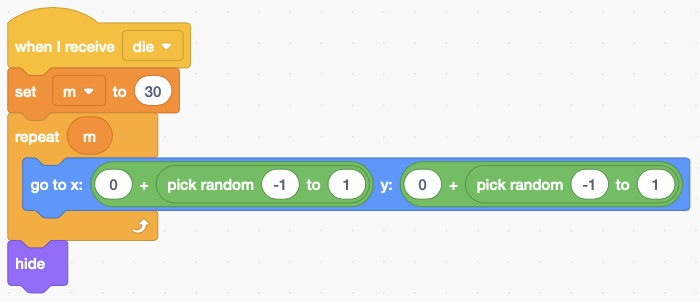 when I receive die
set m to 30
repeat m
go to x: 0 + pick random -1 to 1 y: 0 + pick random -1 to 1
hide